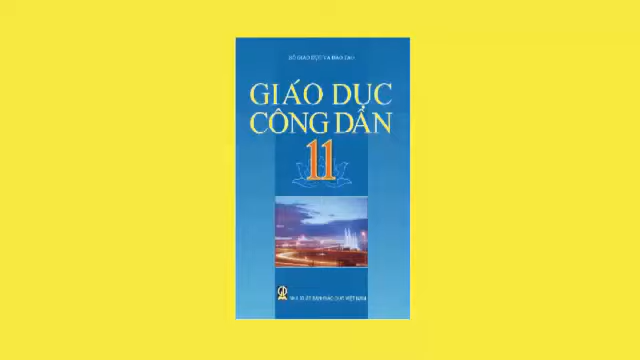 BỘ GIÁO DỤC VÀ ĐÀO TẠO
GIÁO DỤC
CÔNG DÂN
11
NHÀ XUẤT BẢN GIÁO DỤC VIỆT NAM